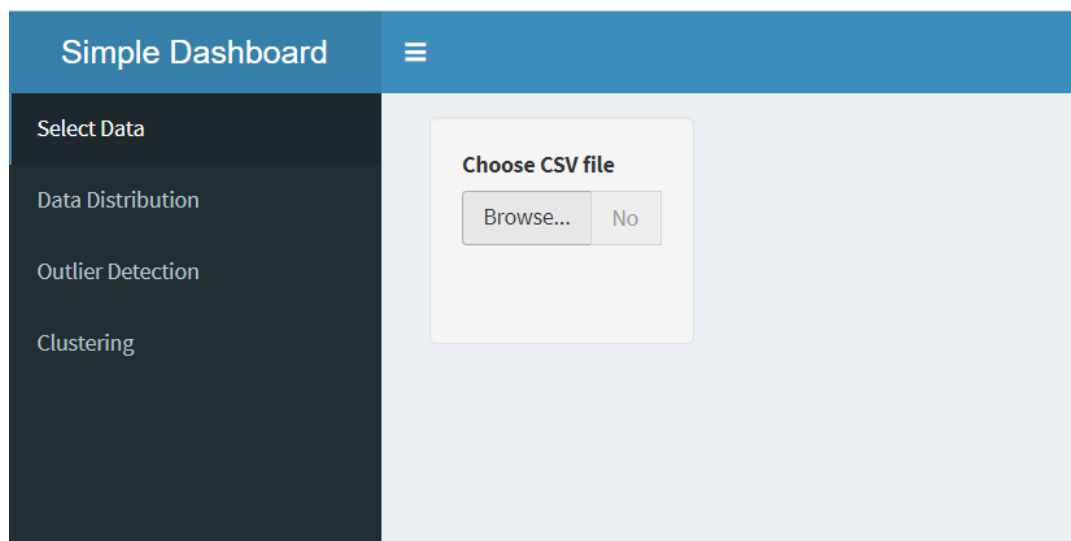 Simple Dashboard
Select Data
Data Distribution
Outlier Detection
Clustering
Choose CSV file
Browse... No